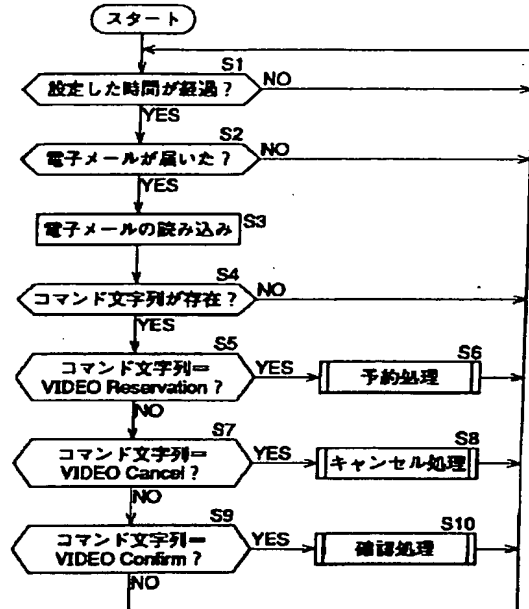 スタート
S1
設定した時間が経過?
NO
YES
S2
電子メールが届いた?
NO
YES
電子メールの読み込み
S3
S4
コマンド文字列が存在?
NO
YES
S5
コマンド文字列=
VIDEO Reservation?
YES
S6
予約処理
NO
S7
コマンド文字列=
VIDEO Cancel?
YES
S8
キャンセル処理
NO
S9
コマンド文字列=
VIDEO Confirm?
YES
S10
確認処理
NO